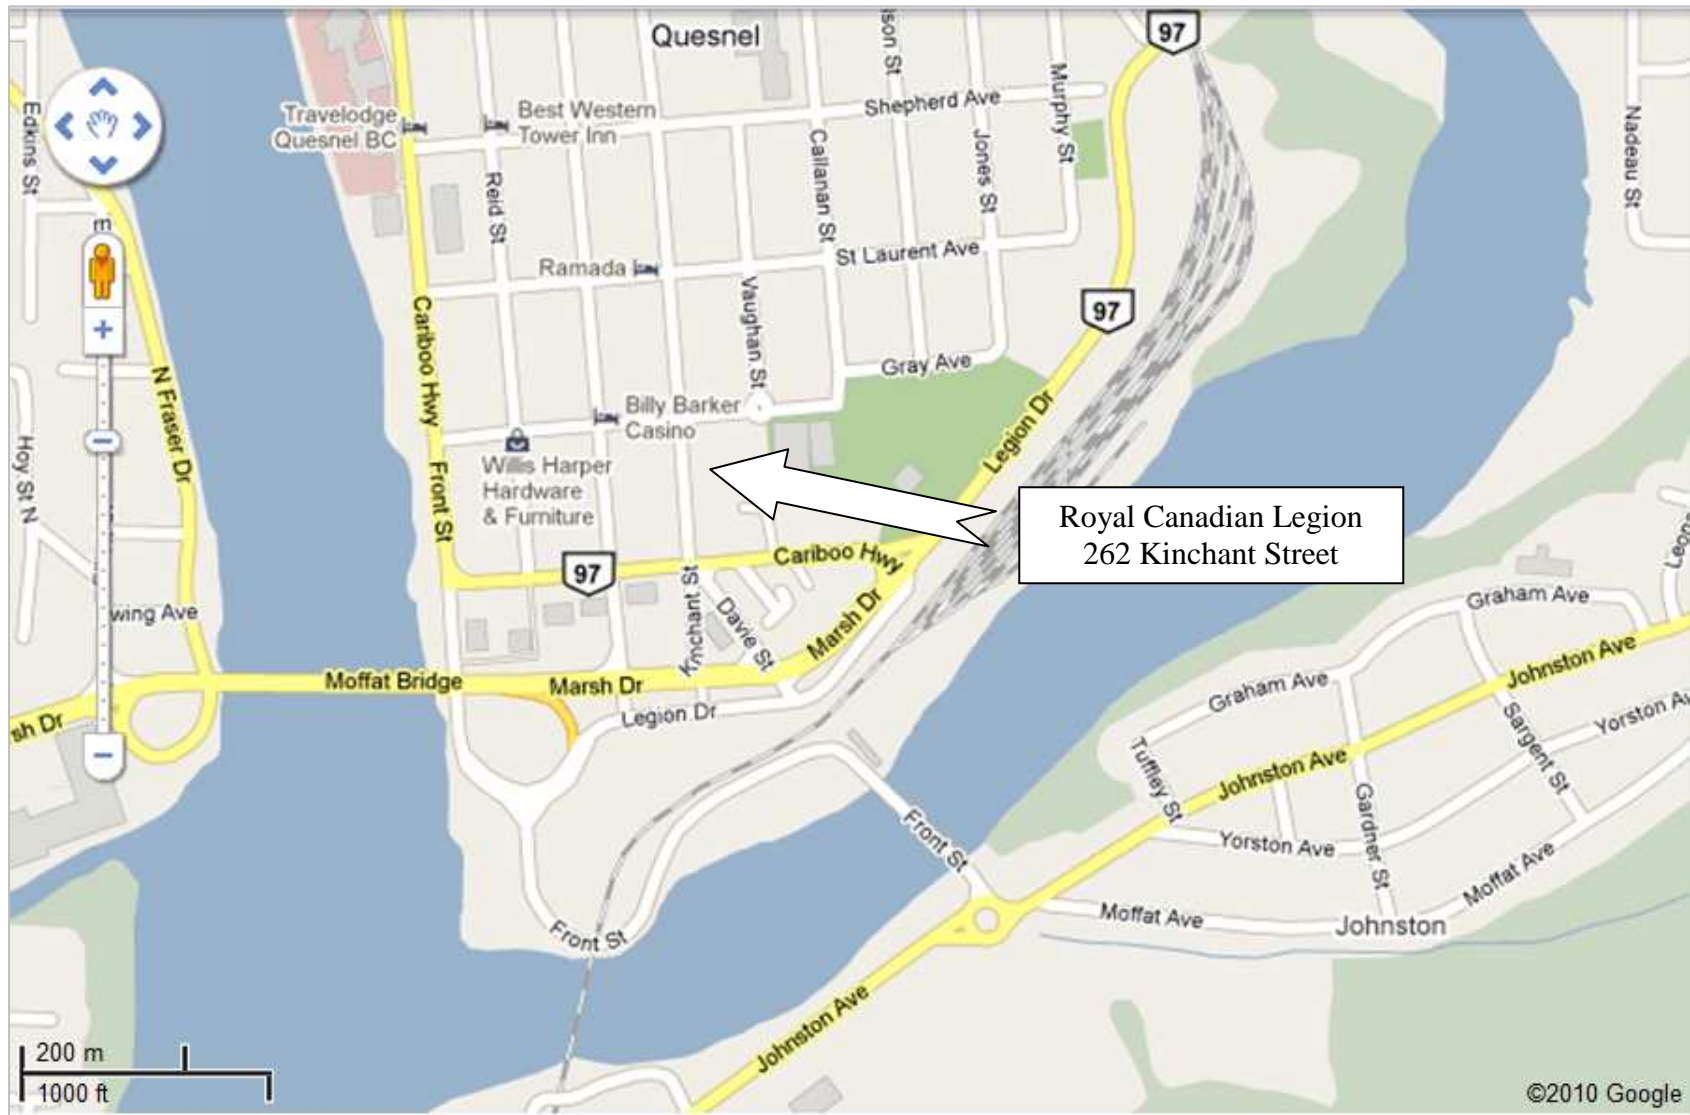 Quesnel
97
son St
Edkins St
Travelodge
Quesnel BC
Best Western
Tower Inn
Shepherd Ave
Murphy St
Nadeau St
Callanan St
Jones St
Reid St
E
St Laurent Ave
Ramada
Vaughan St
Cariboo Hwy
97
Gray Ave
N Fraser Dr
Billy Barker
Casino
Legion Dr
Hoy St N
Front St
Willis Harper
Hardware
& Furniture
Royal Canadian Legion
262 Kinchant Street
Cariboo Hwy
97
Kinchant St
Davie St
Marsh Dr
wing Ave
Graham Ave
Johnston Ave
Moffat Bridge
Marsh Dr
Graham Ave
Legion Dr
sh Dr
Sargent St
Yorston Av
Tuffley St
Johnston Ave
Gardner St
Front St
Yorston Ave
Moffat Ave
Moffat Ave
Johnston
Front St
Johnston Ave
200 m
1000 ft
©2010 Google